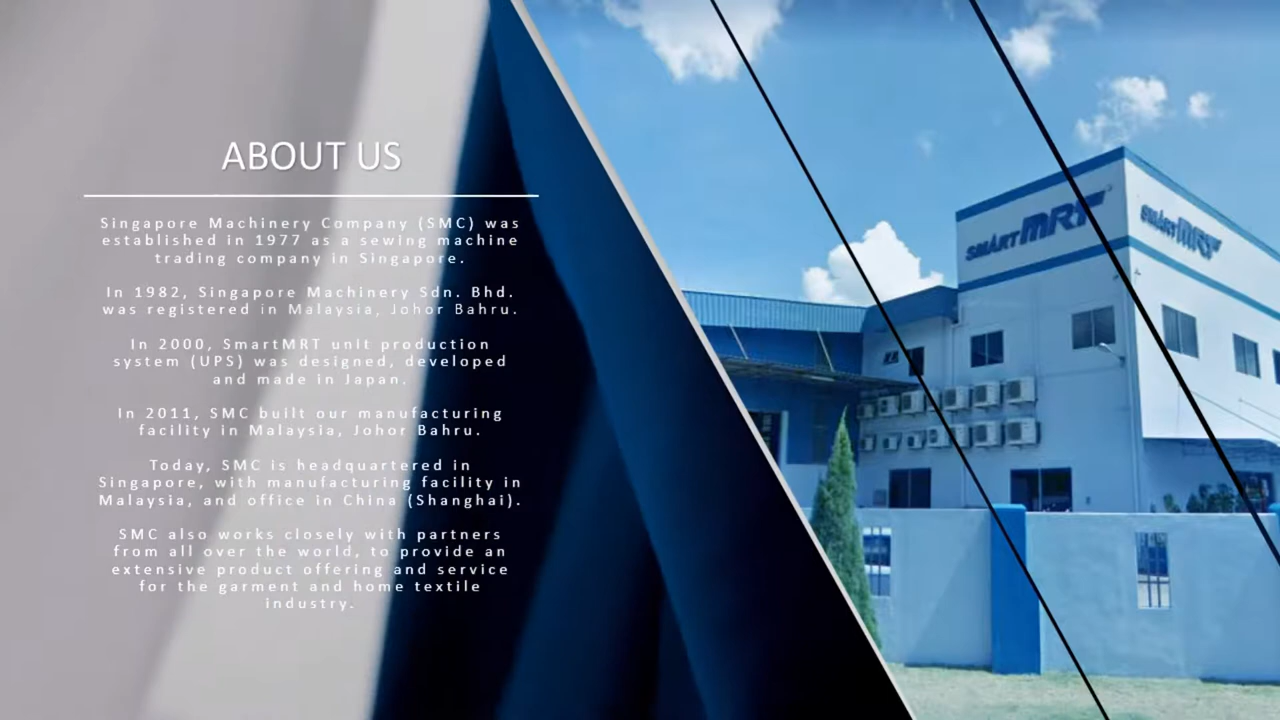 ABOUT US
Singapore Machinery Company (SMC) was
established in 1977 as a sewing machine
trading company in Singapore.
In 1982, Singapore Machinery Sdn. Bhd.
was registered in Malaysia, Johor Bahru.
In 2000, SmartMRT unit production
system (UPS) was designed, developed
and made in Japan.
In 2011, SMC built our manufacturing
facility in Malaysia, Johor Bahru.
Today, SMC is headquartered in
Singapore, with manufacturing facility in
Malaysia, and office in China (Shanghai).
SMC also works closely with partners
from all over the world, to provide an
extensive product offering and service
for the garment and home textile
industry.
SMART MRT
SMART MRT